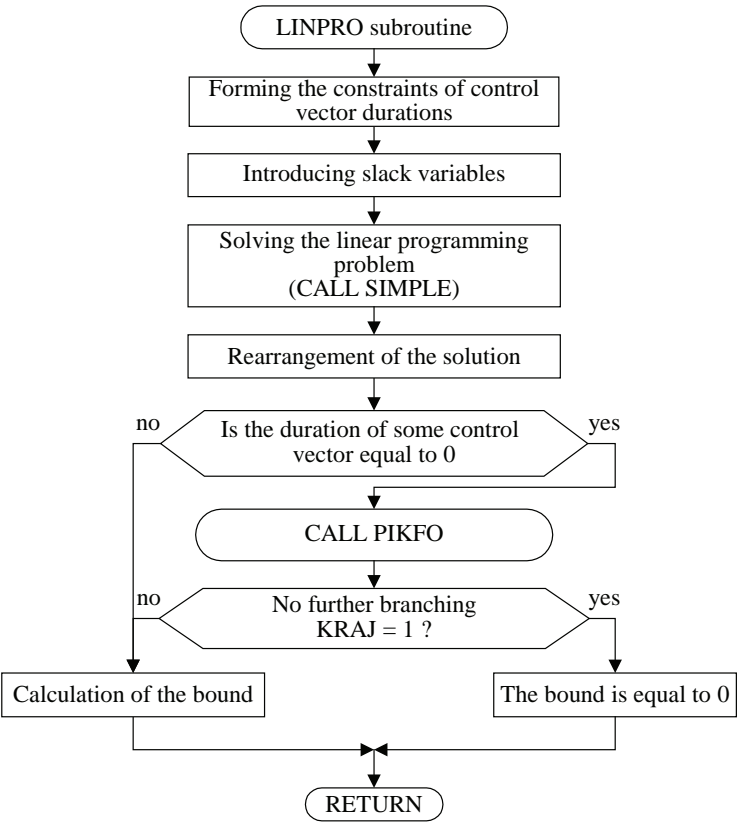 LINPRO subroutine
Forming the constraints of control
vector durations
Introducing slack variables
Solving the linear programming
problem
(CALL SIMPLE)
Rearrangement of the solution
no
Is the duration of some control
vector equal to 0
yes
CALL PIKFO
no
No further branching
KRAJ = 1 ?
yes
Calculation of the bound
The bound is equal to 0
RETURN